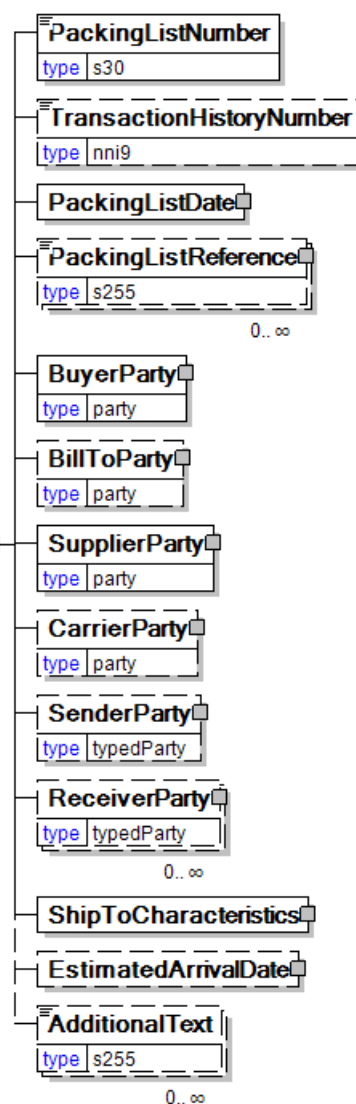 PackingListNumber
type s30
TransactionHistoryNumber
type nni9
PackingListDate
PackingListReference
type s255
0.. ∞
BuyerParty
type party
BillToParty
type party
SupplierParty
type party
CarrierParty
type party
SenderParty
type typedParty
ReceiverParty
type typedParty
0.. ∞
ShipToCharacteristics
EstimatedArrivalDate
AdditionalText
type s255
0.. ∞